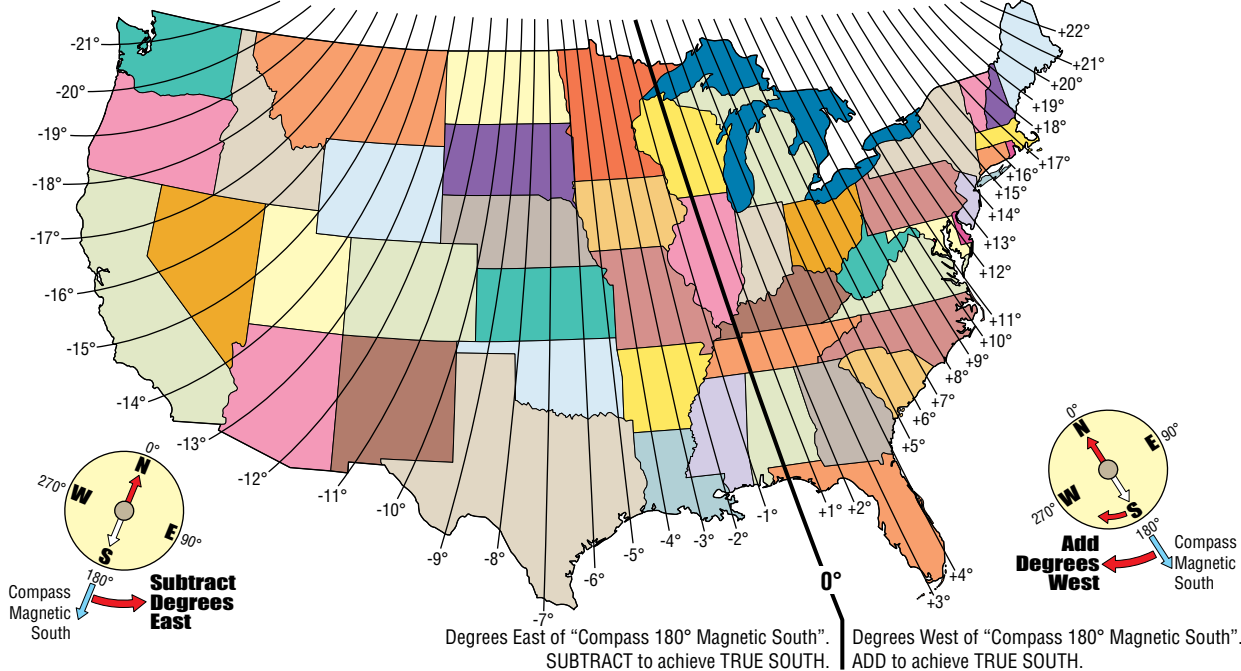 -21°
-20°
-19°
-18°
-17°
-16°
-15°
-14°
-13°
-12°
-11°
-10°
-9°
-8°
-7°
-6°
-5°
-4°
-3°
-2°
-1°
0°
+1°
+2°
+3°
+4°
+5°
+6°
+7°
+8°
+9°
+10°
+11°
+12°
+13°
+14°
+15°
+16°
+17°
+18°
+19°
+20°
+21°
+22°
0°
N
270°
W
E
90°
S
180°
Compass
Magnetic
South
Subtract
Degrees
East
0°
N
E
90°
W
270°
S
180°
Add
Degrees
West
Compass
Magnetic
South
Degrees East of “Compass 180° Magnetic South”.
SUBTRACT to achieve TRUE SOUTH.
Degrees West of “Compass 180° Magnetic South”.
ADD to achieve TRUE SOUTH.